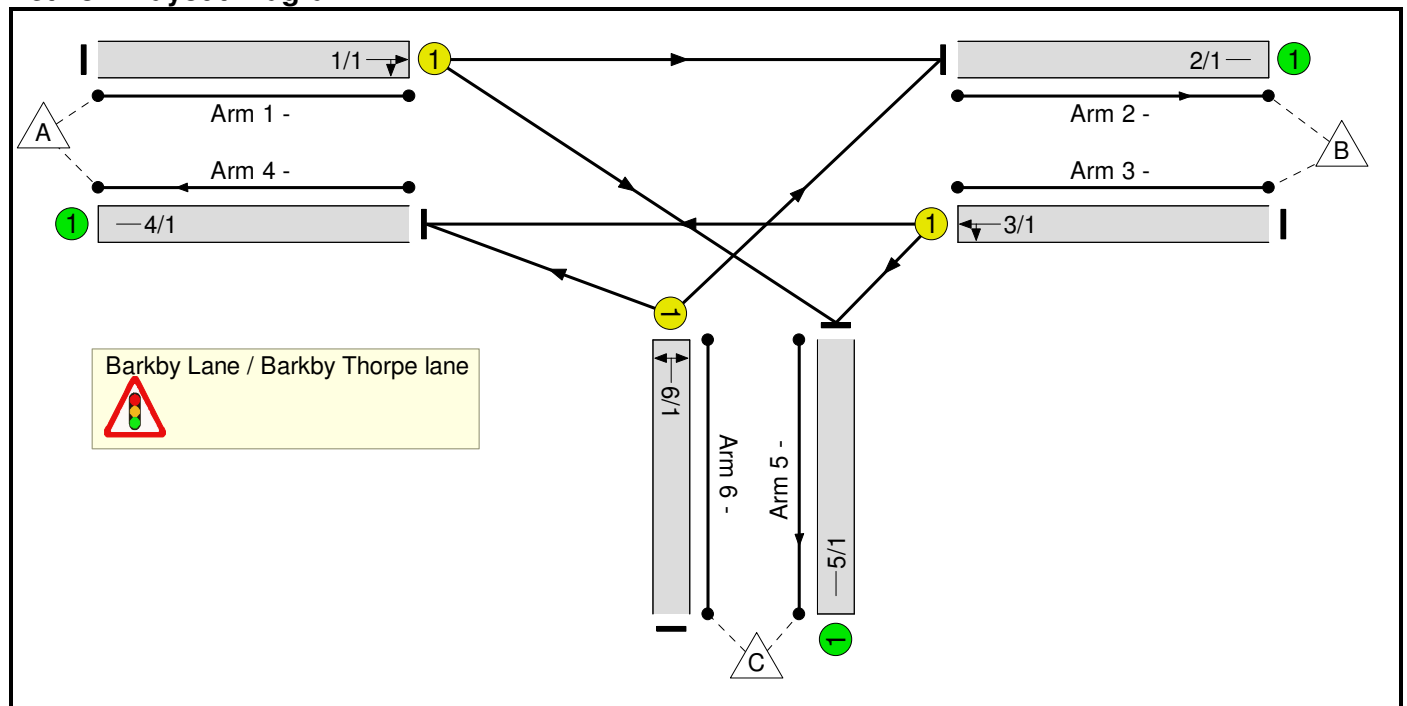 1/1
1
2/1
1
Arm 1 -
Arm 2 -
A
B
Arm 4 -
Arm 3 -
1
4/1
1
3/1
1
Barkby Lane / Barkby Thorpe lane
6/1
Arm 6 -
Arm 5 -
5/1
1
C